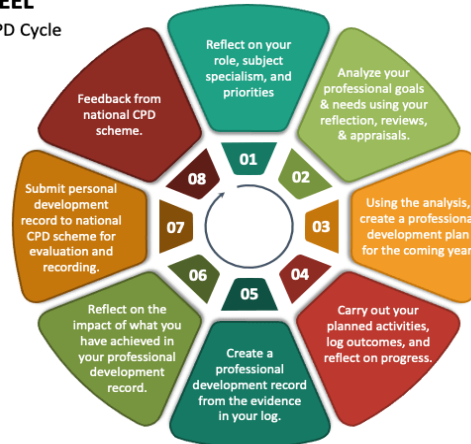 EEL
PD Cycle
Reflect on your
role, subject
specialism, and
priorities
Analyze your
professional goals
& needs using your
reflection, reviews,
& appraisals.
Using the analysis,
create a professional
development plan
for the coming year
Carry out your
planned activities,
log outcomes, and
reflect on progress.
Create a
professional
development record
from the evidence
in your log.
Reflect on the
impact of what you
have achieved in
your professional
development
record.
Submit personal
development
record to national
CPD scheme for
evaluation and
recording.
Feedback from
national CPD
scheme.
01
02
03
04
05
06
07
08